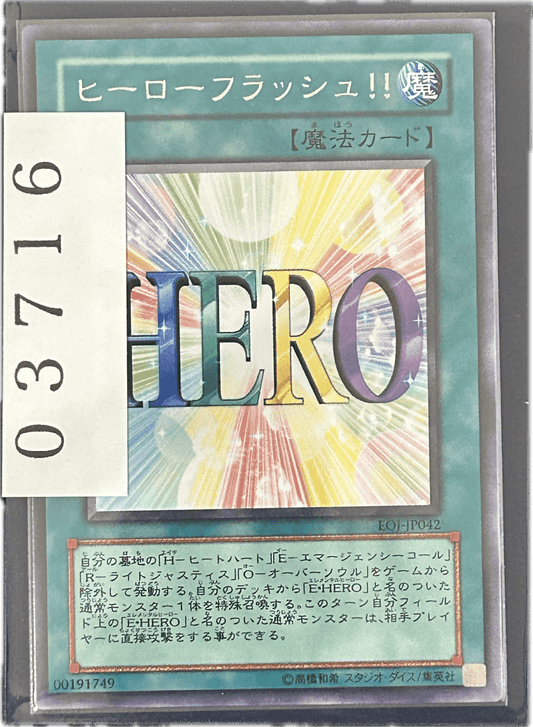 ヒーローフラッシュ!!
魔
【魔法カード】
03716
HERO
EOJ-JP042
自分の墓地の「H－ヒートハート」「E－エマージェンシーコール」
「R－ライトジャスティス」「O－オーバーソウル」をゲームから
除外して発動する。自分のデッキから「E・HERO」と名のついた
通常モンスター１体を特殊召喚する。このターン自分フィール
ド上の「E・HERO」と名のついた通常モンスターは、相手プレイ
ヤーに直接攻撃をする事ができる。
00191749
©高橋和希 スタジオ・ダイス/集英社